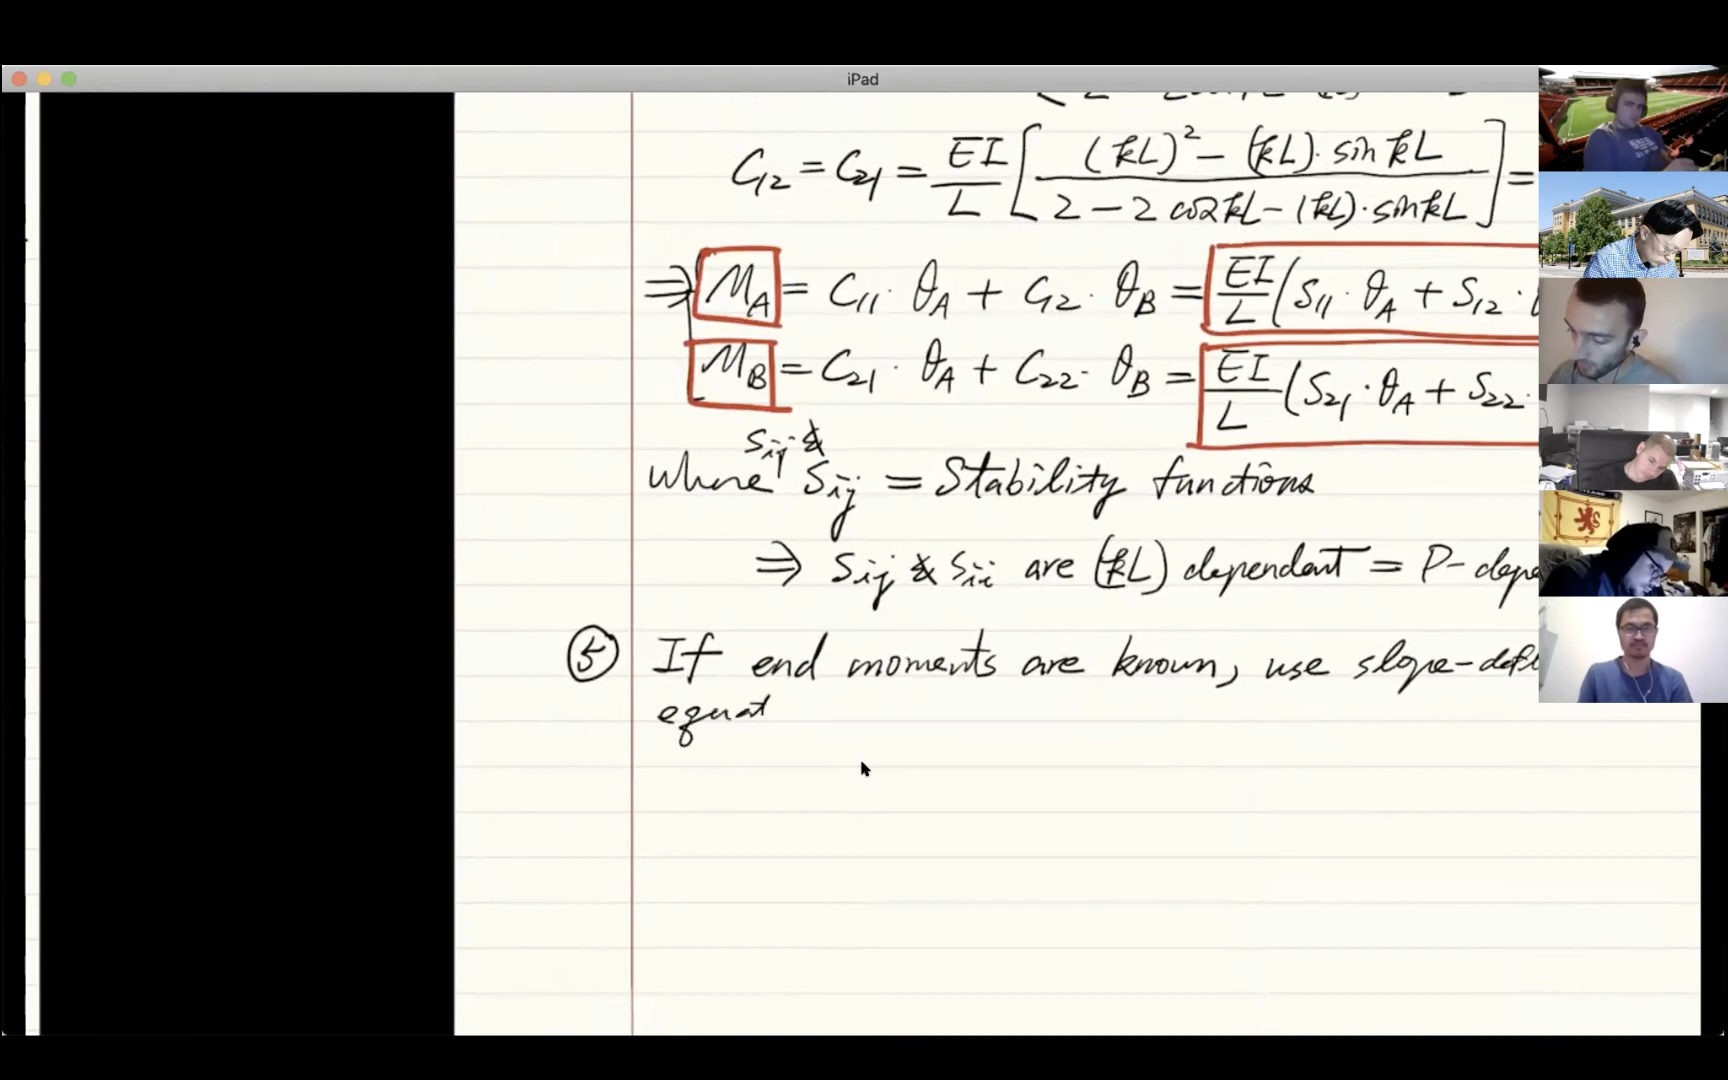 iPad
C12 = C21 = EI/L [ (kL)² - (kL)· sin kL / 2 - 2 cos kL - (kL)· sin kL ] =
⇒ MA = C11 · θA + C12 · θB = EI/L (S11 · θA + S12 ·
MB = C21 · θA + C22 · θB = EI/L (S21 · θA + S22 ·
Sij &
where Sij = Stability functions
⇒ Sij & Sii are (kL) dependent = P-depe
⑤ If end moments are known, use slope-defl
equat